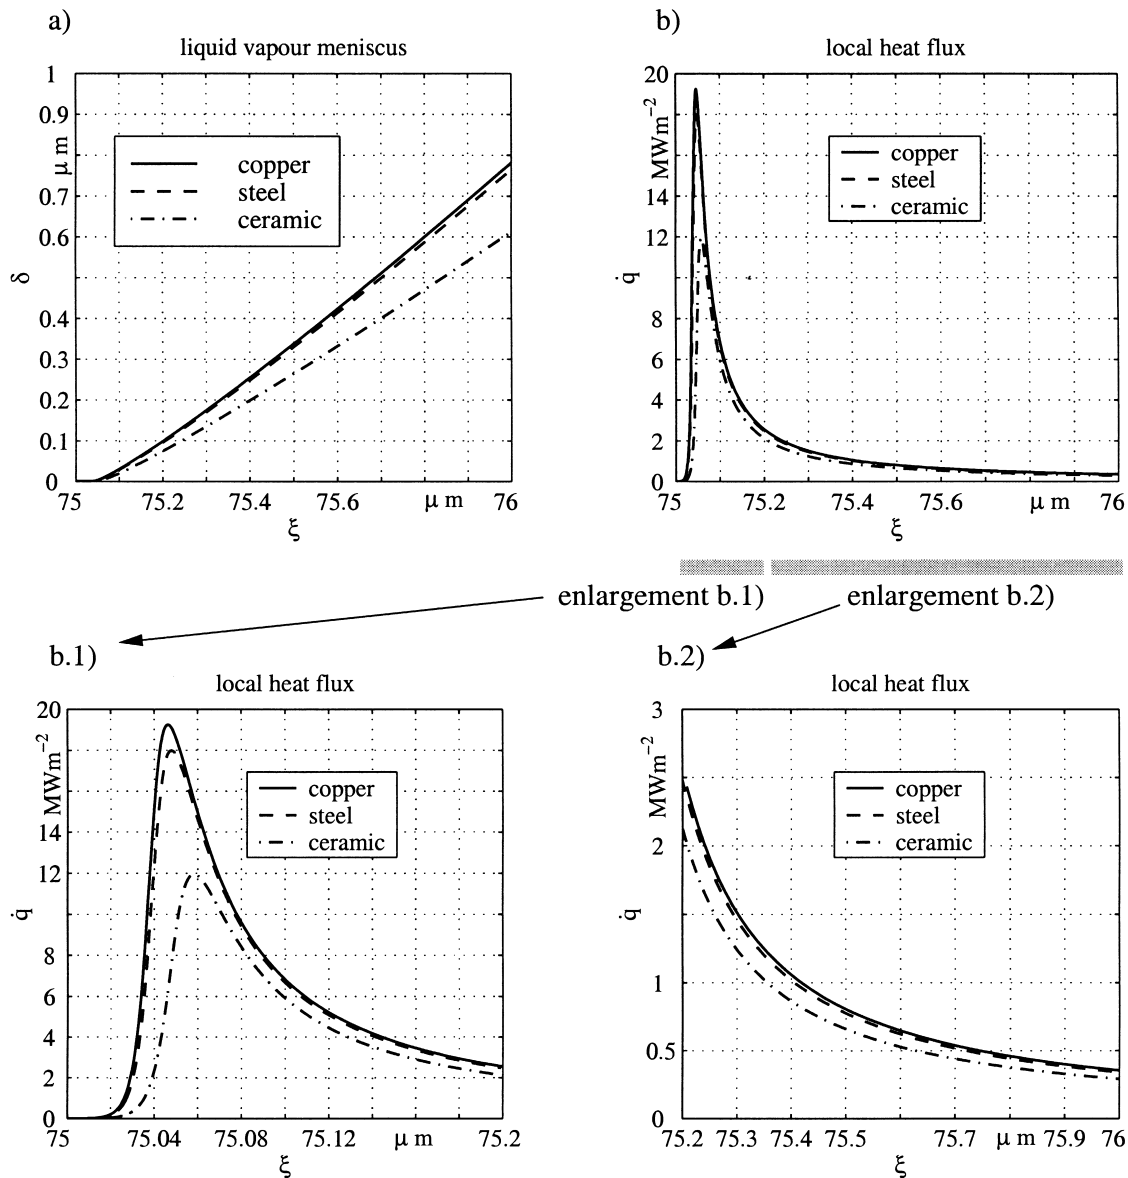 a)
liquid vapour meniscus
1
0.9
μ m
0.7
0.6
δ
0.4
0.3
0.2
0.1
0
copper
steel
ceramic
75
75.2
75.4
75.6
μ m
76
ξ
b)
local heat flux
20
MWm⁻²
14
12
q̇
8
6
4
2
0
copper
steel
ceramic
75
75.2
75.4
75.6
μ m
76
ξ
enlargement b.1)
enlargement b.2)
b.1)
local heat flux
20
MWm⁻²
14
12
q̇
8
6
4
2
0
copper
steel
ceramic
75
75.04
75.08
75.12
μ m
75.2
ξ
b.2)
local heat flux
3
MWm⁻²
2
q̇
1
0.5
0
copper
steel
ceramic
75.2
75.3
75.4
75.5
75.7
μ m
75.9
76
ξ